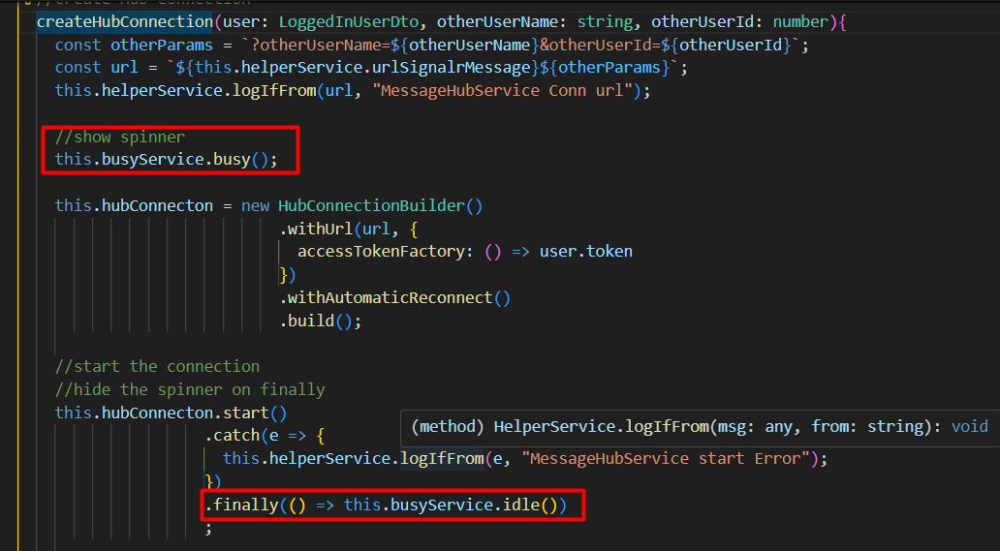 //create Hub Connection
createHubConnection(user: LoggedInUserDto, otherUserName: string, otherUserId: number){
const otherParams = `?otherUserName=${otherUserName}&otherUserId=${otherUserId}`;
const url = `${this.helperService.urlSignalrMessage}${otherParams}`;
this.helperService.logIfFrom(url, "MessageHubService Conn url");
//show spinner
this.busyService.busy();
this.hubConnecton = new HubConnectionBuilder()
.withUrl(url, {
accessTokenFactory: () => user.token
})
.withAutomaticReconnect()
.build();
//start the connection
//hide the spinner on finally
this.hubConnecton.start()
(method) HelperService.logIfFrom(msg: any, from: string): void
.catch(e => {
this.helperService.logIfFrom(e, "MessageHubService start Error");
})
.finally(() => this.busyService.idle())
;